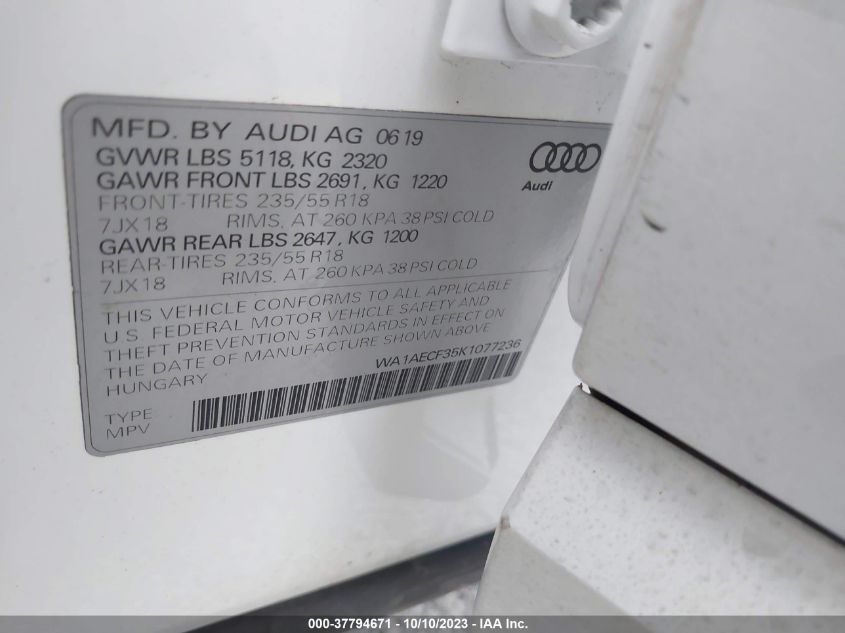 MFD. BY AUDI AG 0619
GVWR LBS 5118, KG 2320
GAWR FRONT LBS 2691, KG 1220
FRONT-TIRES 235/55 R18
7JX18 RIMS, AT 260 KPA 38 PSI COLD
GAWR REAR LBS 2647, KG 1200
REAR-TIRES 235/55 R18
7JX18 RIMS, AT 260 KPA 38 PSI COLD
Audi
THIS VEHICLE CONFORMS TO ALL APPLICABLE
U.S. FEDERAL MOTOR VEHICLE SAFETY AND
THEFT PREVENTION STANDARDS IN EFFECT ON
THE DATE OF MANUFACTURE SHOWN ABOVE
HUNGARY
WA1AECF35K1077236
TYPE
MPV
000-37794671 - 10/10/2023 - IAA Inc.